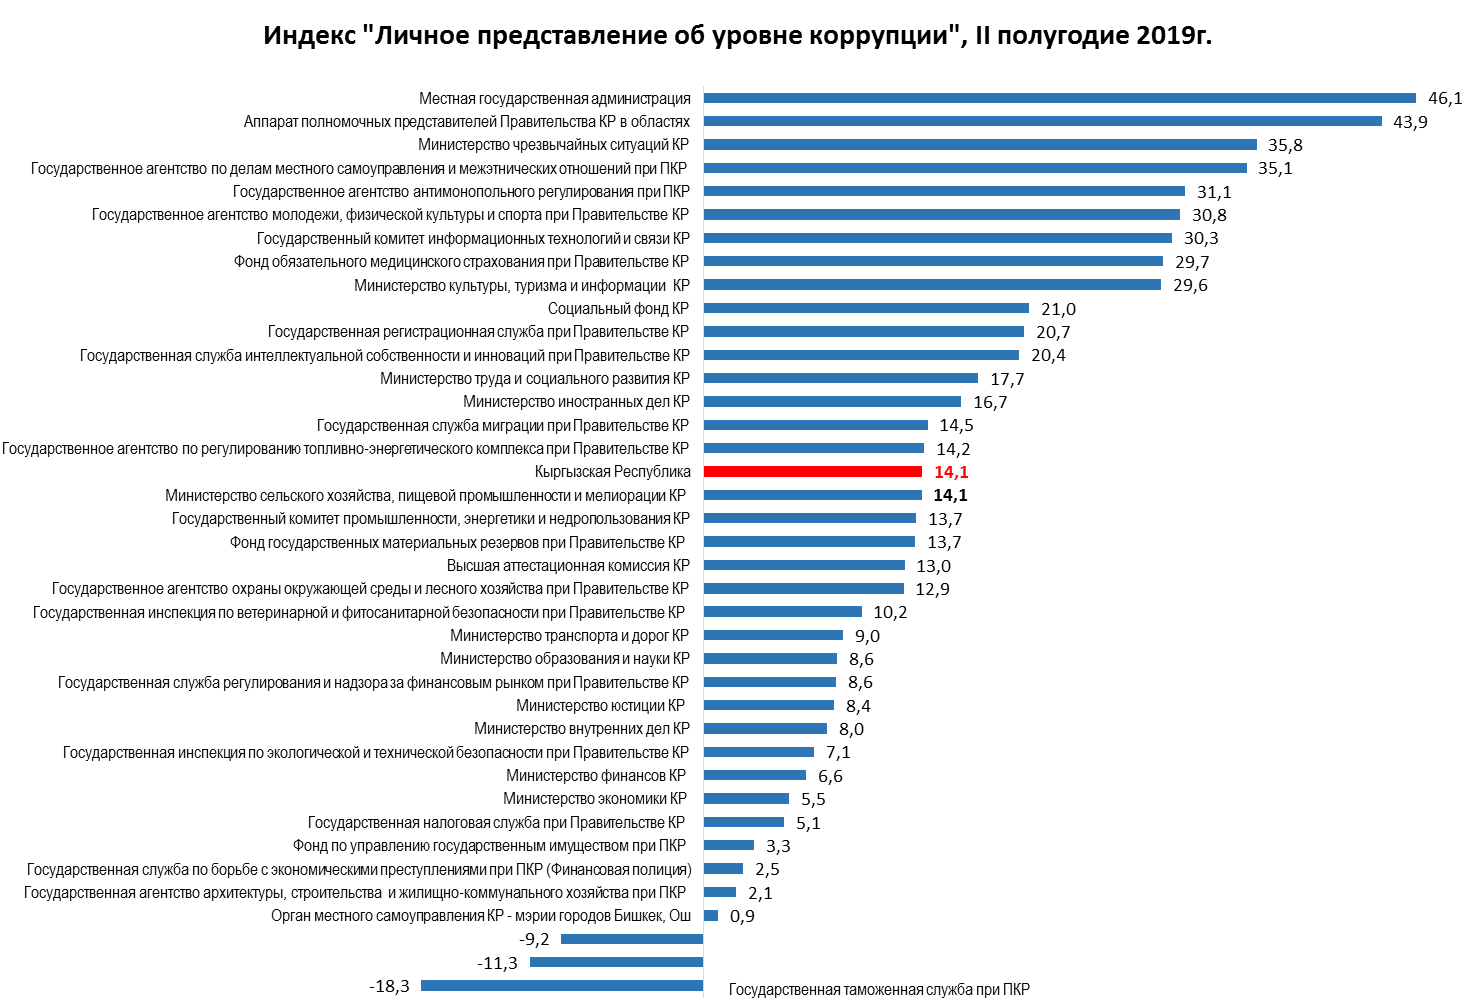 Индекс "Личное представление об уровне коррупции", II полугодие 2019г.
Местная государственная администрация 46,1
Аппарат полномочных представителей Правительства КР в областях 43,9
Министерство чрезвычайных ситуаций КР 35,8
Государственное агентство по делам местного самоуправления и межэтнических отношений при ПКР 35,1
Государственное агентство антимонопольного регулирования при ПКР 31,1
Государственное агентство молодежи, физической культуры и спорта при Правительстве КР 30,8
Государственный комитет информационных технологий и связи КР 30,3
Фонд обязательного медицинского страхования при Правительстве КР 29,7
Министерство культуры, туризма и информации КР 29,6
Социальный фонд КР 21,0
Государственная регистрационная служба при Правительстве КР 20,7
Государственная служба интеллектуальной собственности и инноваций при Правительстве КР 20,4
Министерство труда и социального развития КР 17,7
Министерство иностранных дел КР 16,7
Государственная служба миграции при Правительстве КР 14,5
Государственное агентство по регулированию топливно-энергетического комплекса при Правительстве КР 14,2
Кыргызская Республика 14,1
Министерство сельского хозяйства, пищевой промышленности и мелиорации КР 14,1
Государственный комитет промышленности, энергетики и недропользования КР 13,7
Фонд государственных материальных резервов при Правительстве КР 13,7
Высшая аттестационная комиссия КР 13,0
Государственное агентство охраны окружающей среды и лесного хозяйства при Правительстве КР 12,9
Государственная инспекция по ветеринарной и фитосанитарной безопасности при Правительстве КР 10,2
Министерство транспорта и дорог КР 9,0
Министерство образования и науки КР 8,6
Государственная служба регулирования и надзора за финансовым рынком при Правительстве КР 8,6
Министерство юстиции КР 8,4
Министерство внутренних дел КР 8,0
Государственная инспекция по экологической и технической безопасности при Правительстве КР 7,1
Министерство финансов КР 6,6
Министерство экономики КР 5,5
Государственная налоговая служба при Правительстве КР 5,1
Фонд по управлению государственным имуществом при ПКР 3,3
Государственная служба по борьбе с экономическими преступлениями при ПКР (Финансовая полиция) 2,5
Государственная агентство архитектуры, строительства и жилищно-коммунального хозяйства при ПКР 2,1
Орган местного самоуправления КР - мэрии городов Бишкек, Ош 0,9
-9,2
-11,3
-18,3 Государственная таможенная служба при ПКР